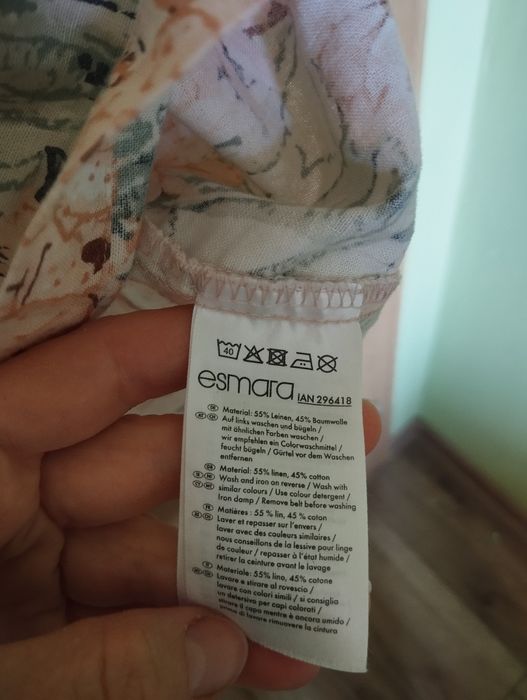 40
esmara IAN 296418
DE Material: 55% Leinen, 45% Baumwolle
AT CH Auf links waschen und bügeln /
mit ähnlichen Farben waschen /
wir empfehlen ein Colorwaschmittel /
feucht bügeln / Gürtel vor dem Waschen
entfernen
Material: 55% linen, 45% cotton
Wash and iron on reverse / Wash with
similar colours / Use colour detergent /
Iron damp / Remove belt before washing
FR Matières : 55 % lin, 45 % coton
Laver et repasser sur l'envers /
laver avec des couleurs similaires /
nous conseillons de la lessive pour linge
de couleur / repasser à l'état humide /
retirer la ceinture avant le lavage
IT Materiale: 55% lino, 45% cotone
Lavare e stirare al rovescio /
lavare con colori simili / si consiglia
un detersivo per capi colorati /
stirare il capo mentre è ancora umido /
prima di lavare rimuovere la cintura